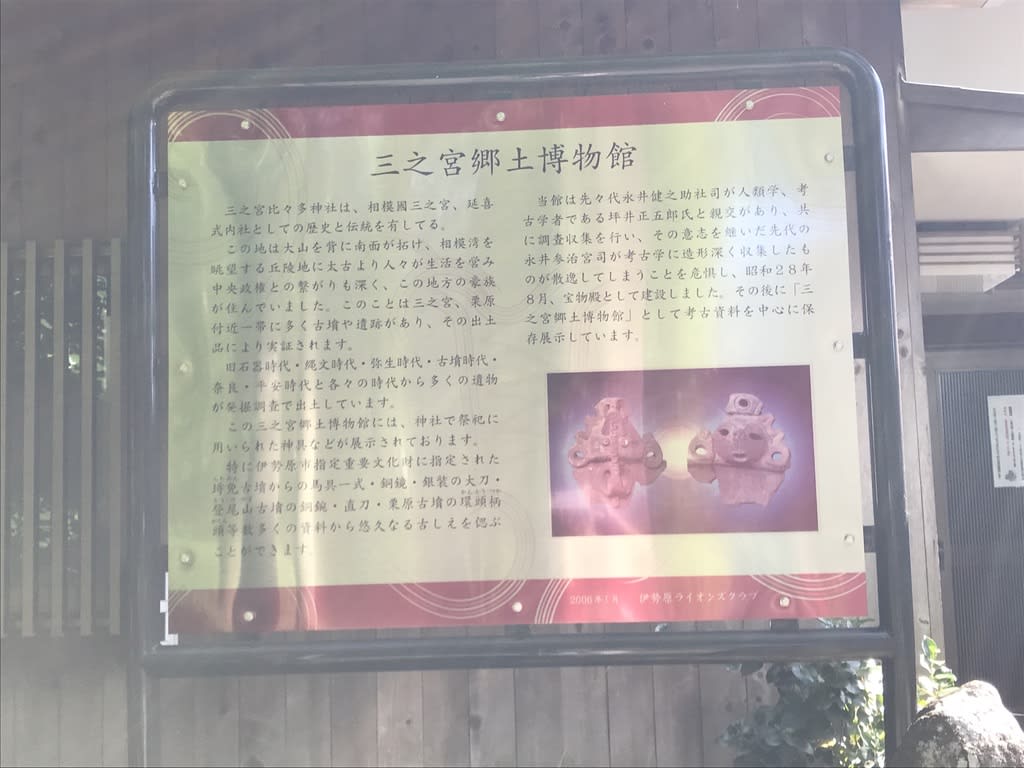 三之宮郷土博物館
三之宮比々多神社は、相模國三之宮、延喜
式内社としての歴史と伝統を有してる。
この地は大山を背に南面が拓け、相模湾を
眺望する丘陵地に太古より人々が生活を営み
中央政権との繋がりも深く、この地方の豪族
が住んでいました。このことは三之宮、栗原
付近一帯に多く古墳や遺跡があり、その出土
品により実証されます。
旧石器時代・縄文時代・弥生時代・古墳時代・
奈良・平安時代と各々の時代から多くの遺物
が発掘調査で出土しています。
この三之宮郷土博物館には、神社で祭祀に
用いられた神具などが展示されております。
特に伊勢原市指定重要文化財に指定された
埼免古墳からの馬具一式・銅鏡・銀装の大刀・
登尾山古墳の銅鋺・直刀・栗原古墳の環頭柄
頭等数多くの資料から悠久なる古しえを偲ぶ
ことができます。
当館は先々代永井健之助社司が人類学、考
古学者である坪井正五郎氏と親交があり、共
に調査収集を行い、その意志を継いだ先代の
永井参治宮司が考古学に造形深く収集したも
のが散逸してしまうことを危惧し、昭和28年
8月、宝物殿として建設しました。その後に「三
之宮郷土博物館」として考古資料を中心に保
存展示しています。
2006年 伊勢原ライオンズクラブ